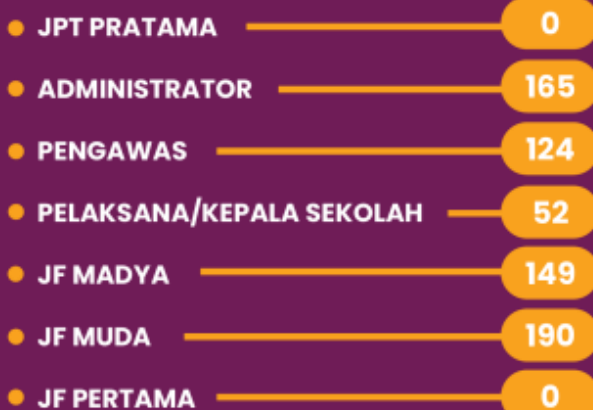 JPT PRATAMA 0
ADMINISTRATOR 165
PENGAWAS 124
PELAKSANA/KEPALA SEKOLAH 52
JF MADYA 149
JF MUDA 190
JF PERTAMA 0